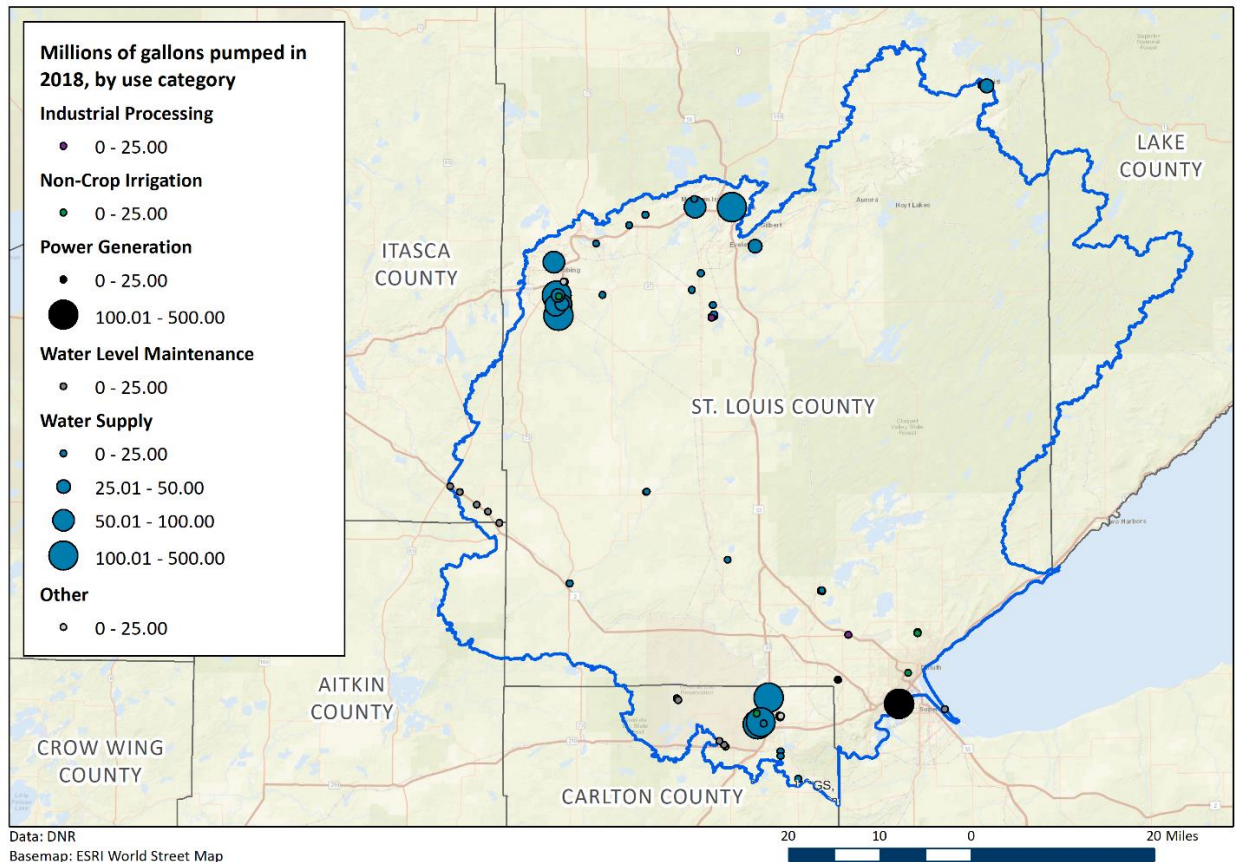 Millions of gallons pumped in
2018, by use category
Industrial Processing
0 - 25.00
Non-Crop Irrigation
0 - 25.00
Power Generation
0 - 25.00
100.01 - 500.00
Water Level Maintenance
0 - 25.00
Water Supply
0 - 25.00
25.01 - 50.00
50.01 - 100.00
100.01 - 500.00
Other
0 - 25.00
LAKE
COUNTY
Aurora
Hoyt Lakes
ITASCA
COUNTY
ST. LOUIS COUNTY
AITKIN
COUNTY
CROW WING
COUNTY
CARLTON COUNTY
Data: DNR
Basemap: ESRI World Street Map
20 10 0 20 Miles